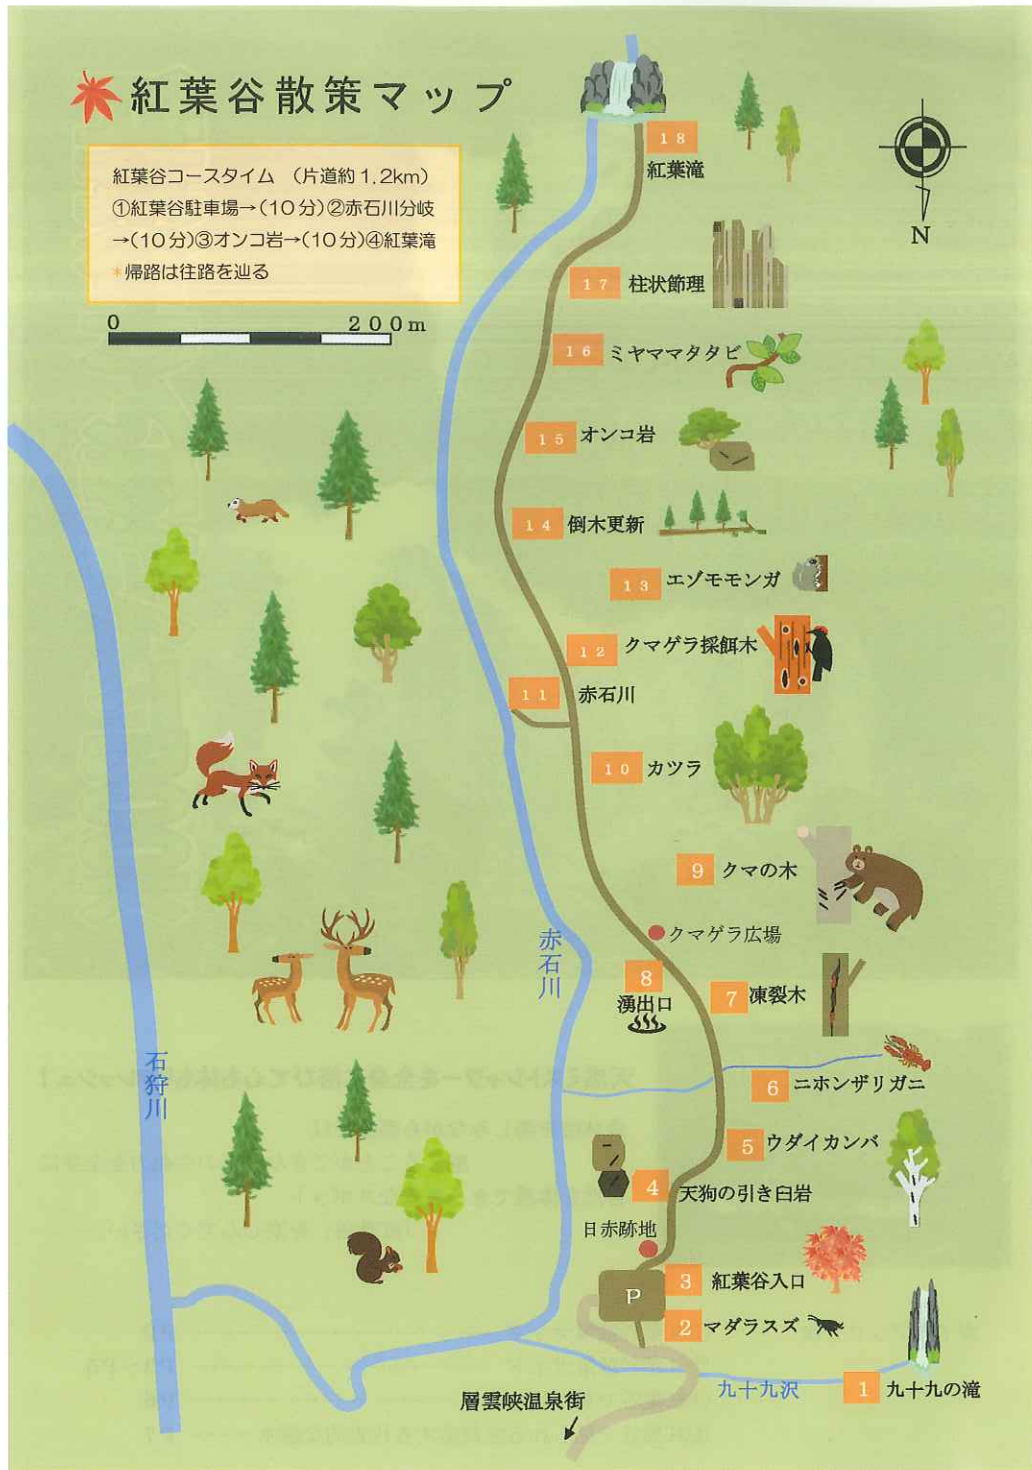 紅葉谷散策マップ
紅葉谷コースタイム （片道約1.2km）
①紅葉谷駐車場→(10分)②赤石川分岐
→(10分)③オンコ岩→(10分)④紅葉滝
*帰路は往路を辿る
0 200m
N
18
紅葉滝
17 柱状節理
16 ミヤママタタビ
15 オンコ岩
14 倒木更新
13 エゾモモンガ
12 クマゲラ採餌木
11 赤石川
10 カツラ
9 クマの木
クマゲラ広場
赤石川
8
湧出口
7 凍裂木
石狩川
6 ニホンザリガニ
5 ウダイカンバ
4 天狗の引き臼岩
日赤跡地
P
3 紅葉谷入口
2 マダラスズ
九十九沢
1 九十九の滝
層雲峡温泉街